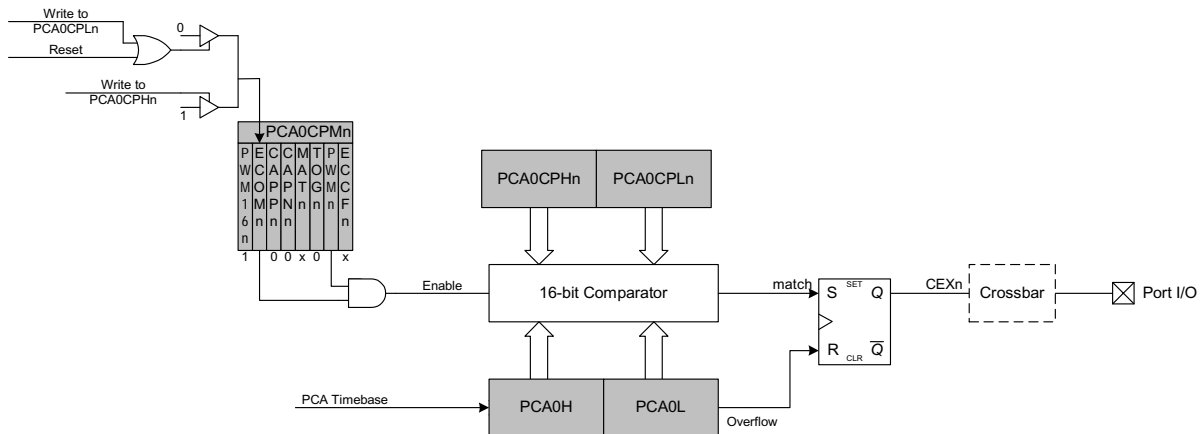 Write to
PCA0CPLn
Reset
0
Write to
PCA0CPHn
1
PCA0CPMn
PWM16n
ECOMn
CAPPn
CAPNn
MATn
TOGn
PWMn
ECCFn
1 0 0 x 0 x
Enable
PCA0CPHn PCA0CPLn
16-bit Comparator
match
S SET Q
R CLR Q
CEXn
Crossbar
Port I/O
PCA Timebase
PCA0H PCA0L
Overflow